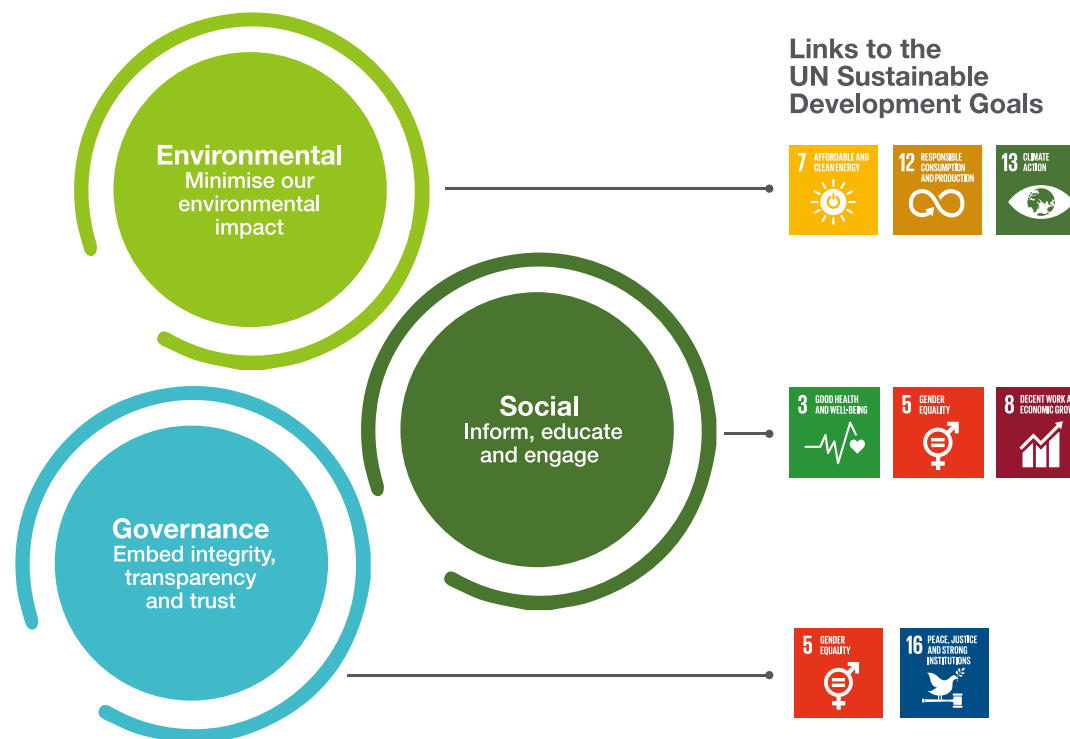 Links to the
UN Sustainable
Development Goals
Environmental
Minimise our
environmental
impact
7 AFFORDABLE AND
CLEAN ENERGY
12 RESPONSIBLE
CONSUMPTION
AND PRODUCTION
13 CLIMATE
ACTION
Social
Inform, educate
and engage
3 GOOD HEALTH
AND WELL-BEING
5 GENDER
EQUALITY
8 DECENT WORK A
ECONOMIC GROW
Governance
Embed integrity,
transparency
and trust
5 GENDER
EQUALITY
16 PEACE, JUSTICE
AND STRONG
INSTITUTIONS